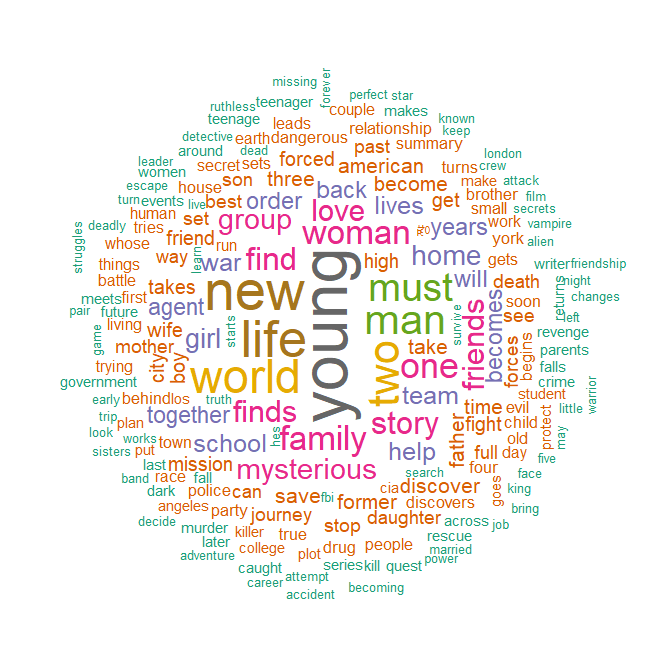 missing
forever
perfect star
ruthless
teenager
couple
makes
teenage
leads
relationship
known
keep
detective
earth
dangerous
past
summary
around
dead
secret
sets
forced
american
turns
london
crew
leader
women
son
three
become
make
attack
escape
house
back
brother
film
turn
events
live
best
order
love
lives
get
small
secrets
human
set
group
woman
years
work
vampire
deadly
tries
friend
run
high
home
york
alien
struggles
whose
way
war
find
young
must
will
gets
writer
friendship
things
learn
battle
takes
new
man
death
night
returns
changes
meets
first
agent
soon
see
left
pair
future
living
wife
girl
starts
life
two
survive
friends
becomes
revenge
game
mother
city
boy
world
one
take
forces
begins
parents
falls
trying
government
team
student
crime
warrior
early
behind
los
truth
finds
family
story
time
evil
little
trip
plan
together
hes
father
fight
child
protect
may
look
works
town
school
help
full
old
day
sisters
put
mysterious
search
four
five
last
mission
discover
goes
face
band
race
fall
cia
king
dark
police
can
save
fbi
former
discovers
bring
angeles
party
journey
stop
daughter
across
job
decide
murder
killer
true
people
rescue
later
college
plot
drug
married
adventure
caught
series
kill
quest
power
attempt
career
becoming
accident